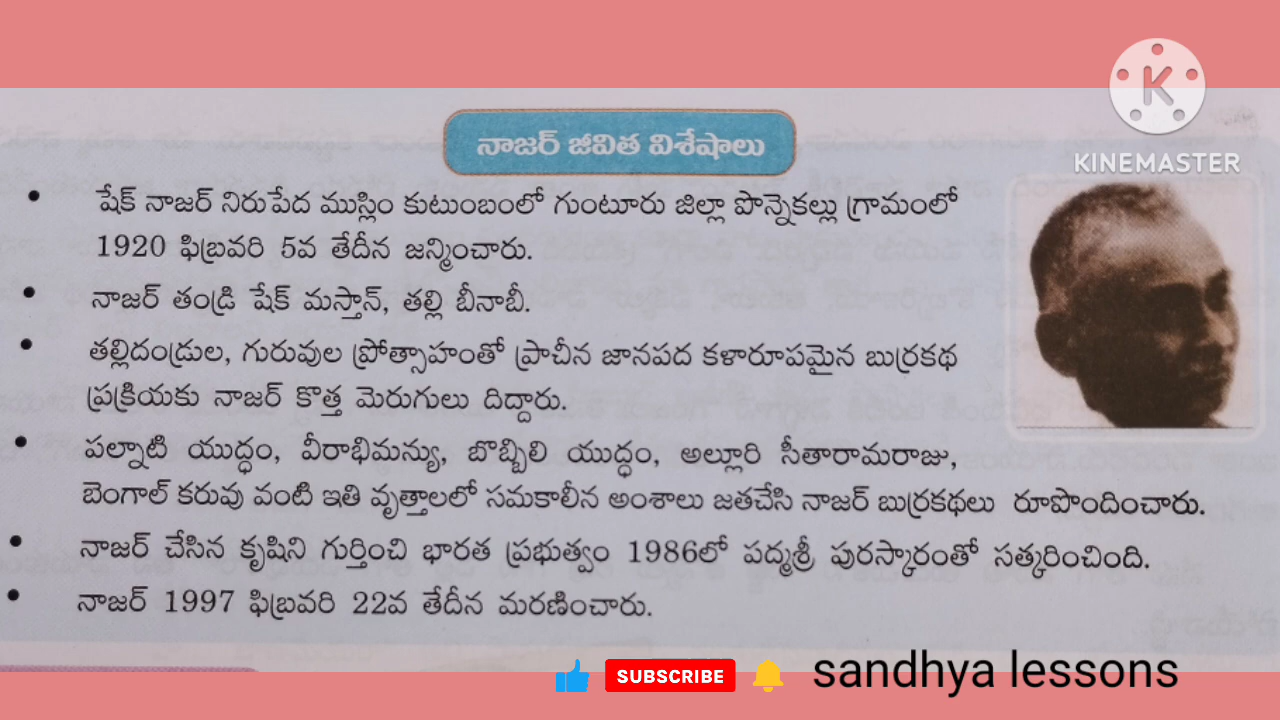 KINEMASTER
నాజర్ జీవిత విశేషాలు
• షేక్ నాజర్ నిరుపేద ముస్లిం కుటుంబంలో గుంటూరు జిల్లా పొన్నెకల్లు గ్రామంలో
1920 ఫిబ్రవరి 5వ తేదీన జన్మించారు.
• నాజర్ తండ్రి షేక్ మస్తాన్, తల్లి బీనాబీ.
• తల్లిదండ్రుల, గురువుల ప్రోత్సాహంతో ప్రాచీన జానపద కళారూపమైన బుర్రకథ
ప్రక్రియకు నాజర్ కొత్త మెరుగులు దిద్దారు.
• పల్నాటి యుద్ధం, వీరాభిమన్యు, బొబ్బిలి యుద్ధం, అల్లూరి సీతారామరాజు,
బెంగాల్ కరువు వంటి ఇతి వృత్తాలలో సమకాలీన అంశాలు జతచేసి నాజర్ బుర్రకథలు రూపొందించారు.
• నాజర్ చేసిన కృషిని గుర్తించి భారత ప్రభుత్వం 1986లో పద్మశ్రీ పురస్కారంతో సత్కరించింది.
• నాజర్ 1997 ఫిబ్రవరి 22వ తేదీన మరణించారు.
SUBSCRIBE
sandhya lessons